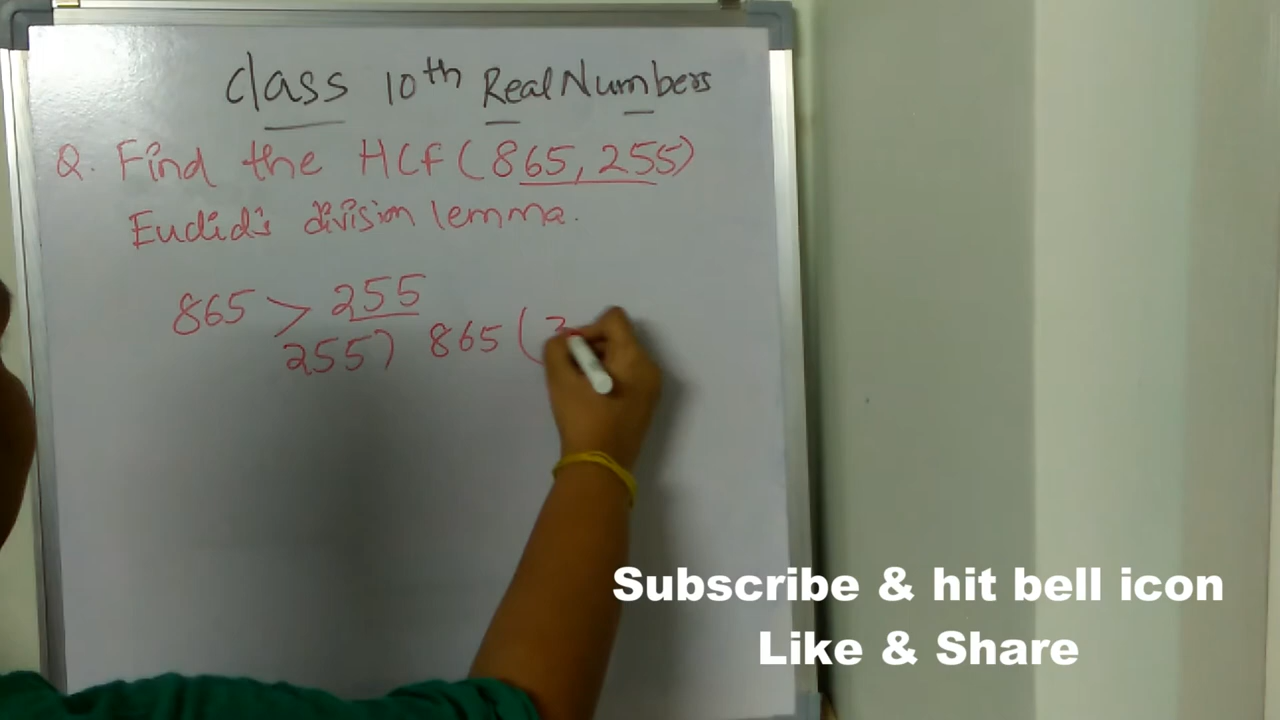 Class 10th Real Numbers
Q. Find the HCF (865, 255)
Euclid's division lemma.
865 > 255
255) 865 (3
Subscribe & hit bell icon
Like & Share